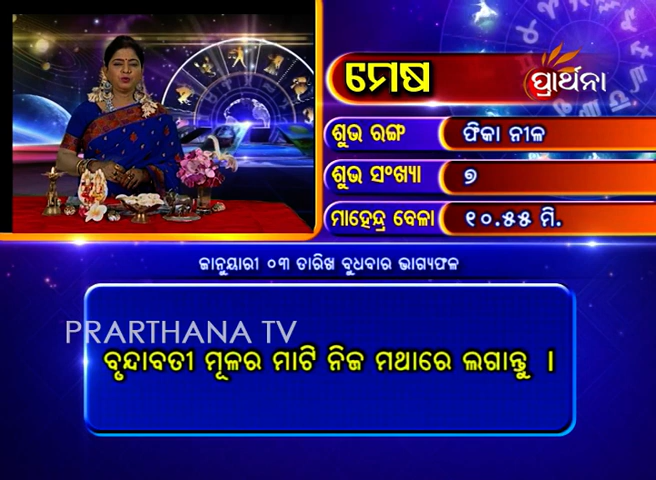 ମେଷ
ପ୍ରାର୍ଥନା
ଶୁଭ ରଙ୍ଗ
ଫିକା ନୀଳ
ଶୁଭ ସଂଖ୍ୟା
୭
ମାହେନ୍ଦ୍ର ବେଳା
୧୦.୫୫ ମି.
ଜାନୁୟାରୀ ୦୩ ତାରିଖ ବୁଧବାର ଭାଗ୍ୟଫଳ
PRARTHANA TV
ବୃନ୍ଦାବତୀ ମୂଳର ମାଟି ନିଜ ମଥାରେ ଲଗାନ୍ତୁ ।